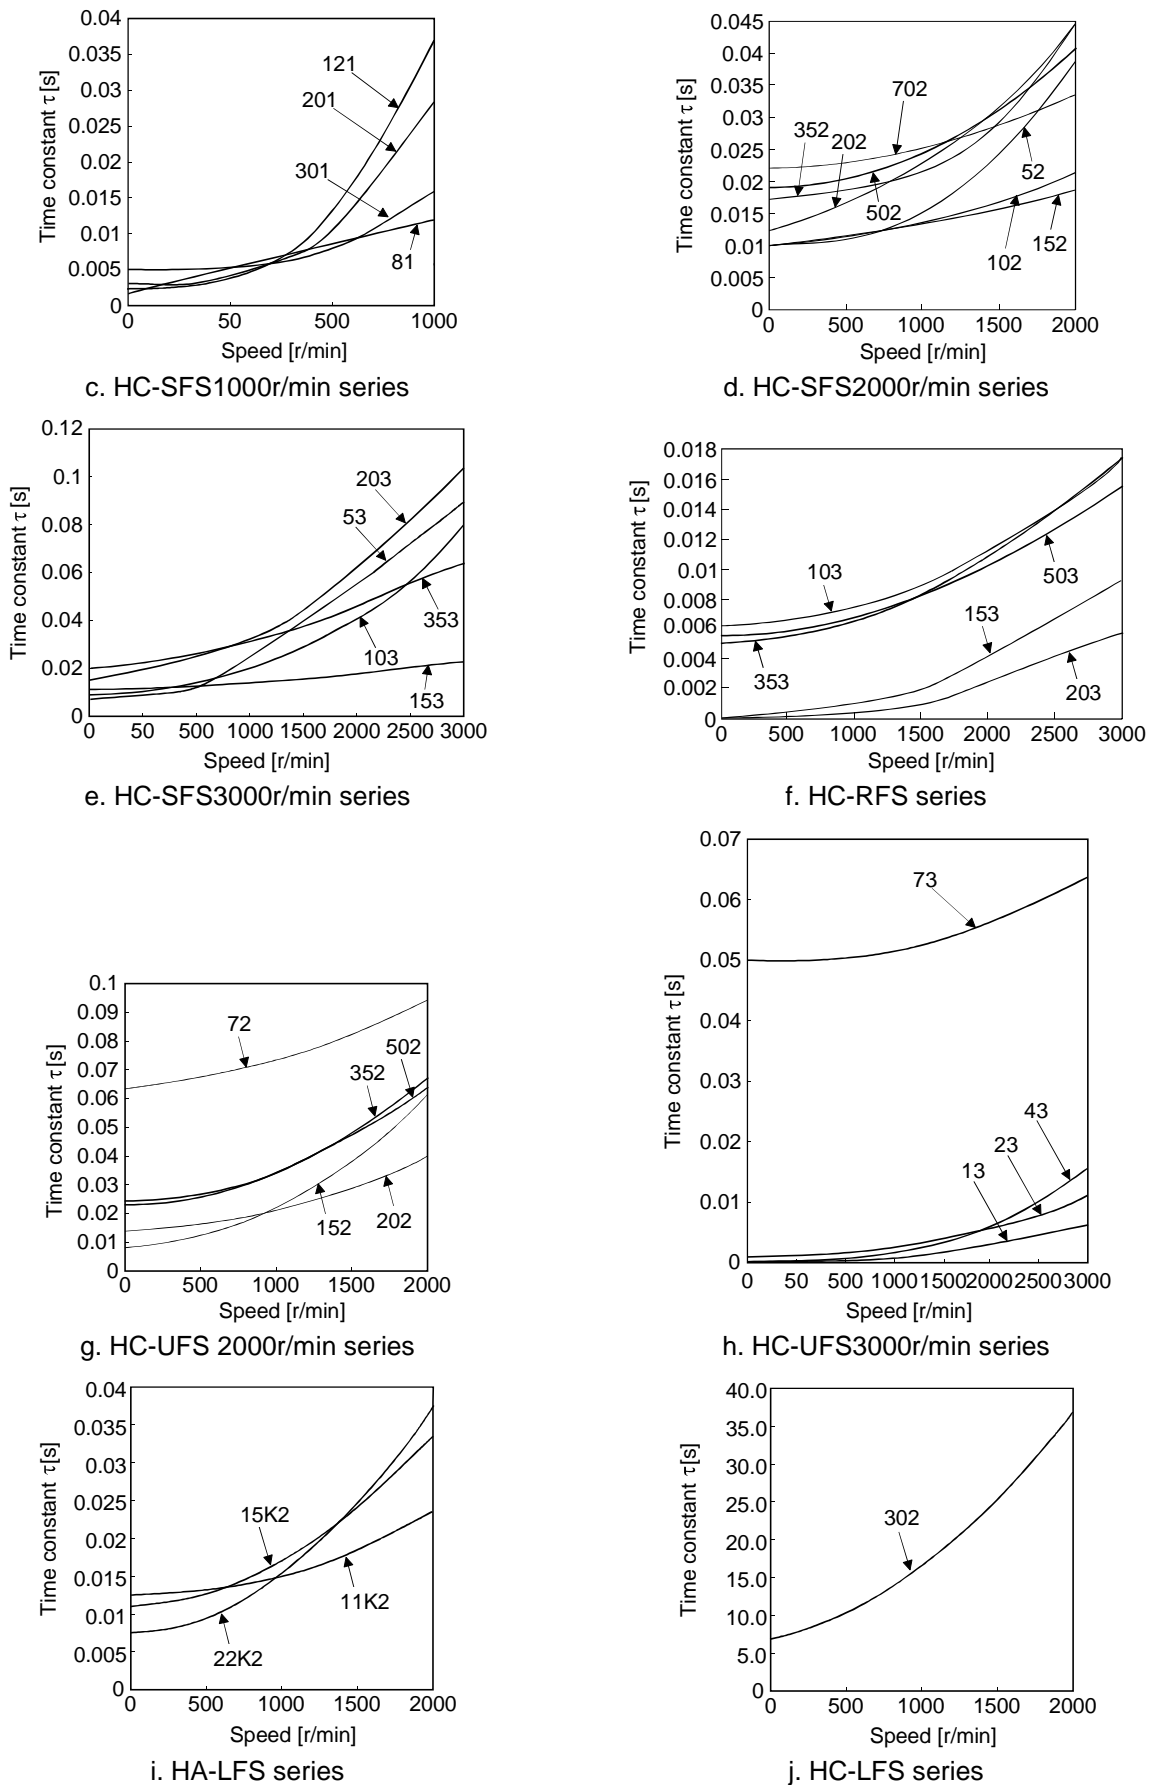 0.04
0.035
0.03
0.025
0.02
0.015
0.01
0.005
0
Time constant τ [s]
121
201
301
81
0 50 500 1000
Speed [r/min]
c. HC-SFS1000r/min series
0.045
0.04
0.035
0.03
0.025
0.02
0.015
0.01
0.005
0
Time constant τ [s]
702
352
202
502
52
102
152
0 500 1000 1500 2000
Speed [r/min]
d. HC-SFS2000r/min series
0.12
0.1
0.08
0.06
0.04
0.02
0
Time constant τ [s]
203
53
353
103
153
0 50 500 1000 1500 2000 2500 3000
Speed [r/min]
e. HC-SFS3000r/min series
0.018
0.016
0.014
0.012
0.01
0.008
0.006
0.004
0.002
0
Time constant τ [s]
103
503
153
353
203
0 500 1000 1500 2000 2500 3000
Speed [r/min]
f. HC-RFS series
0.1
0.09
0.08
0.07
0.06
0.05
0.04
0.03
0.02
0.01
0
Time constant τ [s]
72
502
352
152
202
0 500 1000 1500 2000
Speed [r/min]
g. HC-UFS 2000r/min series
0.07
0.06
0.05
0.04
0.03
0.02
0.01
0
Time constant τ [s]
73
43
23
13
0 50 500 1000 1500 2000 2500 3000
Speed [r/min]
h. HC-UFS3000r/min series
0.04
0.035
0.03
0.025
0.02
0.015
0.01
0.005
0
Time constant τ [s]
15K2
11K2
22K2
0 500 1000 1500 2000
Speed [r/min]
i. HA-LFS series
40.0
35.0
30.0
25.0
20.0
15.0
10.0
5.0
0
Time constant τ [s]
302
0 500 1000 1500 2000
Speed [r/min]
j. HC-LFS series